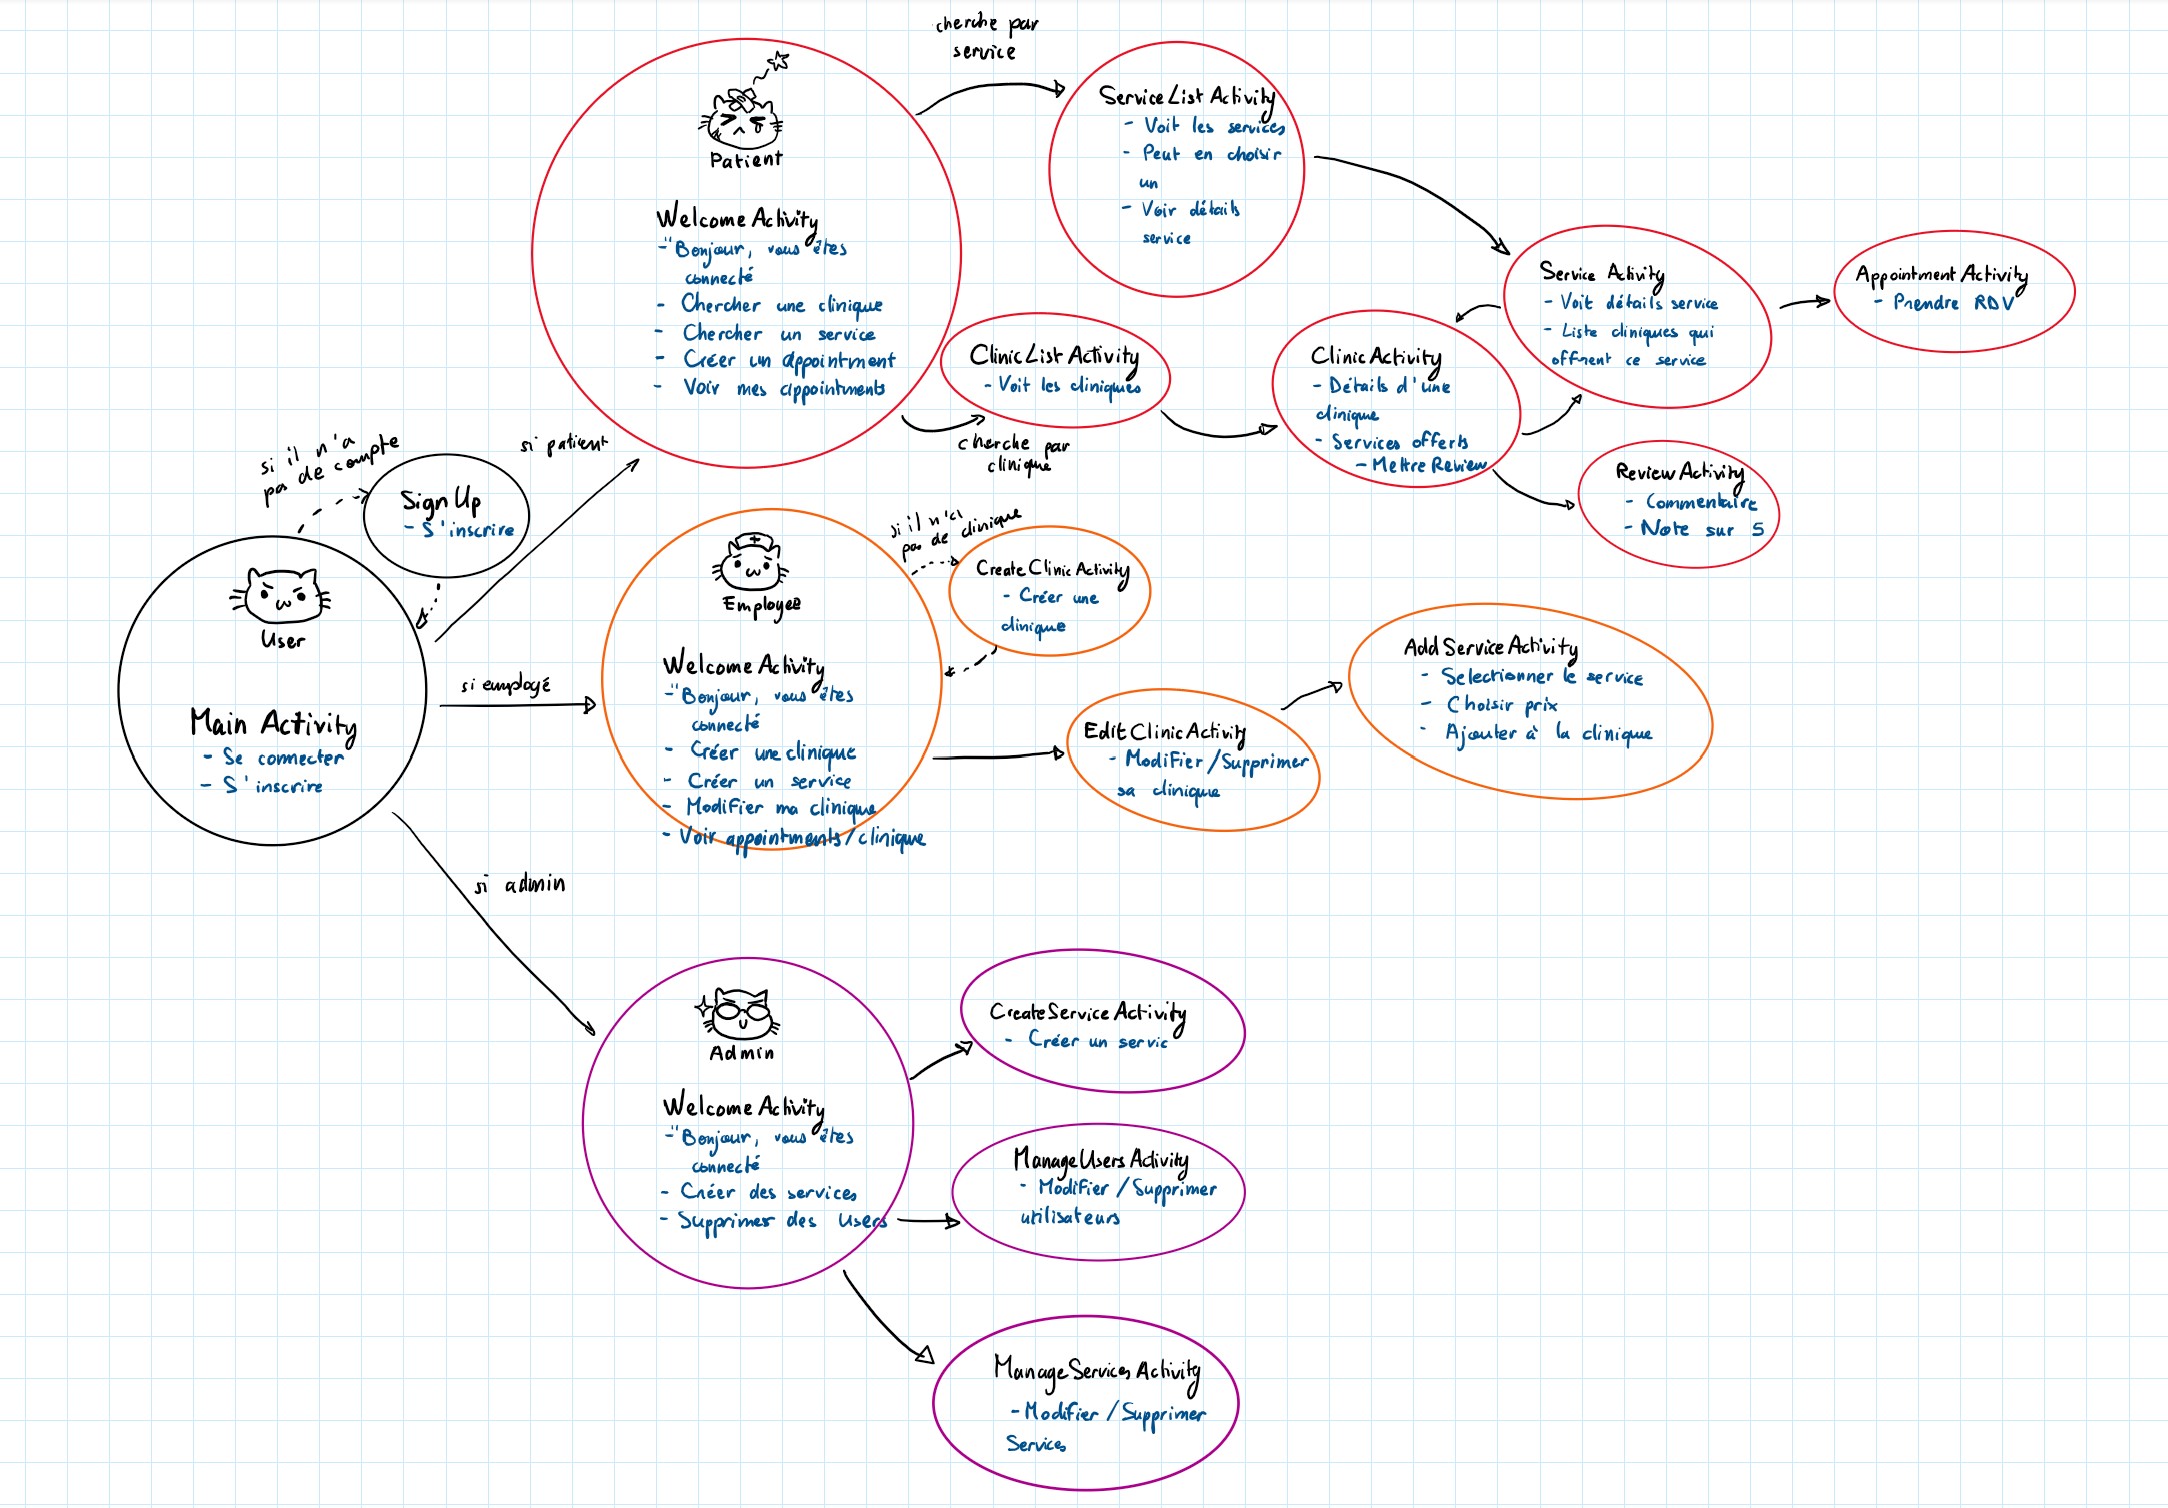 cherche par
service
Patient
Welcome Activity
-"Bonjour, vous êtes
connecté
- Chercher une clinique
- Chercher un service
- Créer un appointment
- Voir mes appointments
Service List Activity
- Voit les services
- Peut en choisir
un
- Voir détails
service
Service Activity
- Voit détails service
- Liste cliniques qui
offrent ce service
Appointment Activity
- Prendre RDV
Clinic List Activity
- Voit les cliniques
cherche par
clinique
Clinic Activity
- Détails d'une
clinique
- Services offerts
- Mettre Review
Review Activity
- Commentaire
- Note sur 5
si il n'a
pa de compte
Sign Up
- S'inscrire
si patient
User
Main Activity
- Se connecter
- S'inscrire
si employé
Employee
Welcome Activity
-"Bonjour, vous êtes
connecté
- Créer une clinique
- Créer un service
- Modifier ma clinique
- Voir appointments/clinique
si il n'a
pas de clinique
Create Clinic Activity
- Créer une
clinique
Edit Clinic Activity
- Modifier/Supprimer
sa clinique
Add Service Activity
- Selectionner le service
- Choisir prix
- Ajouter à la clinique
si admin
Admin
Welcome Activity
-"Bonjour, vous êtes
connecté
- Créer des services
- Supprimer des Users
Create Service Activity
- Créer un servic
Manage Users Activity
- Modifier/Supprimer
utilisateurs
Manage Services Activity
- Modifier/Supprimer
Services